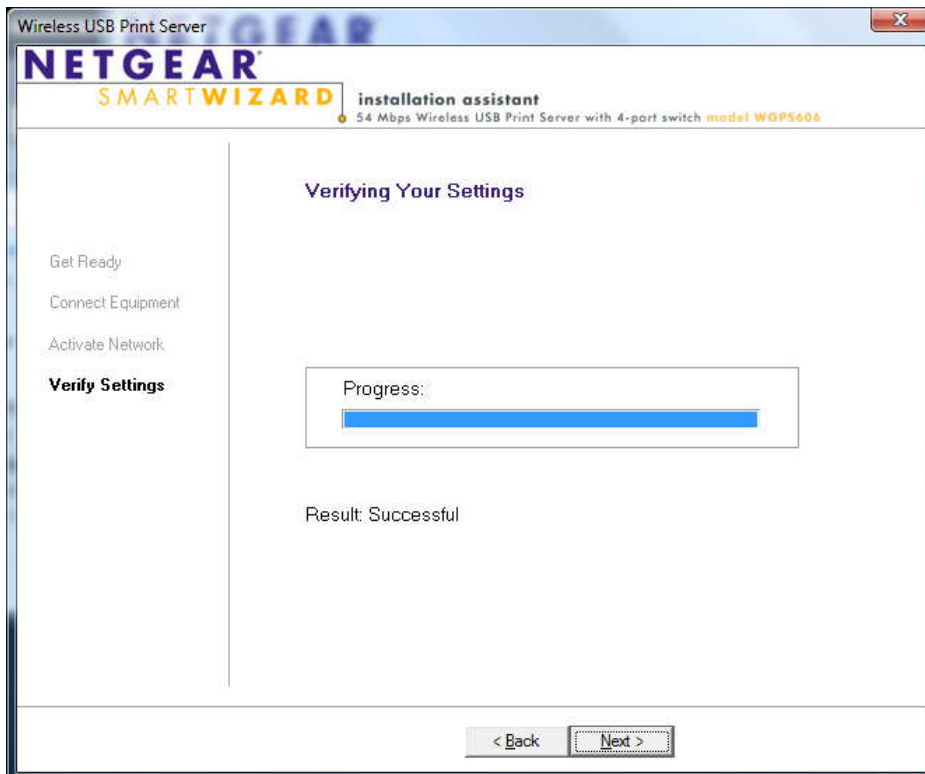 Wireless USB Print Server
NETGEAR
NETGEAR
SMARTWIZARD
installation assistant
54 Mbps Wireless USB Print Server with 4-port switch model WGPS606
Verifying Your Settings
Get Ready
Connect Equipment
Activate Network
Verify Settings
Progress:
Result: Successful
< Back
Next >